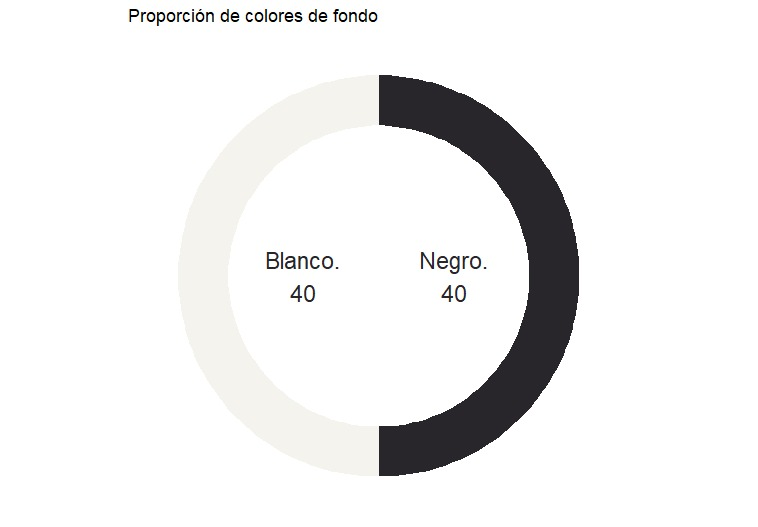 Proporción de colores de fondo
Blanco.
40
Negro.
40